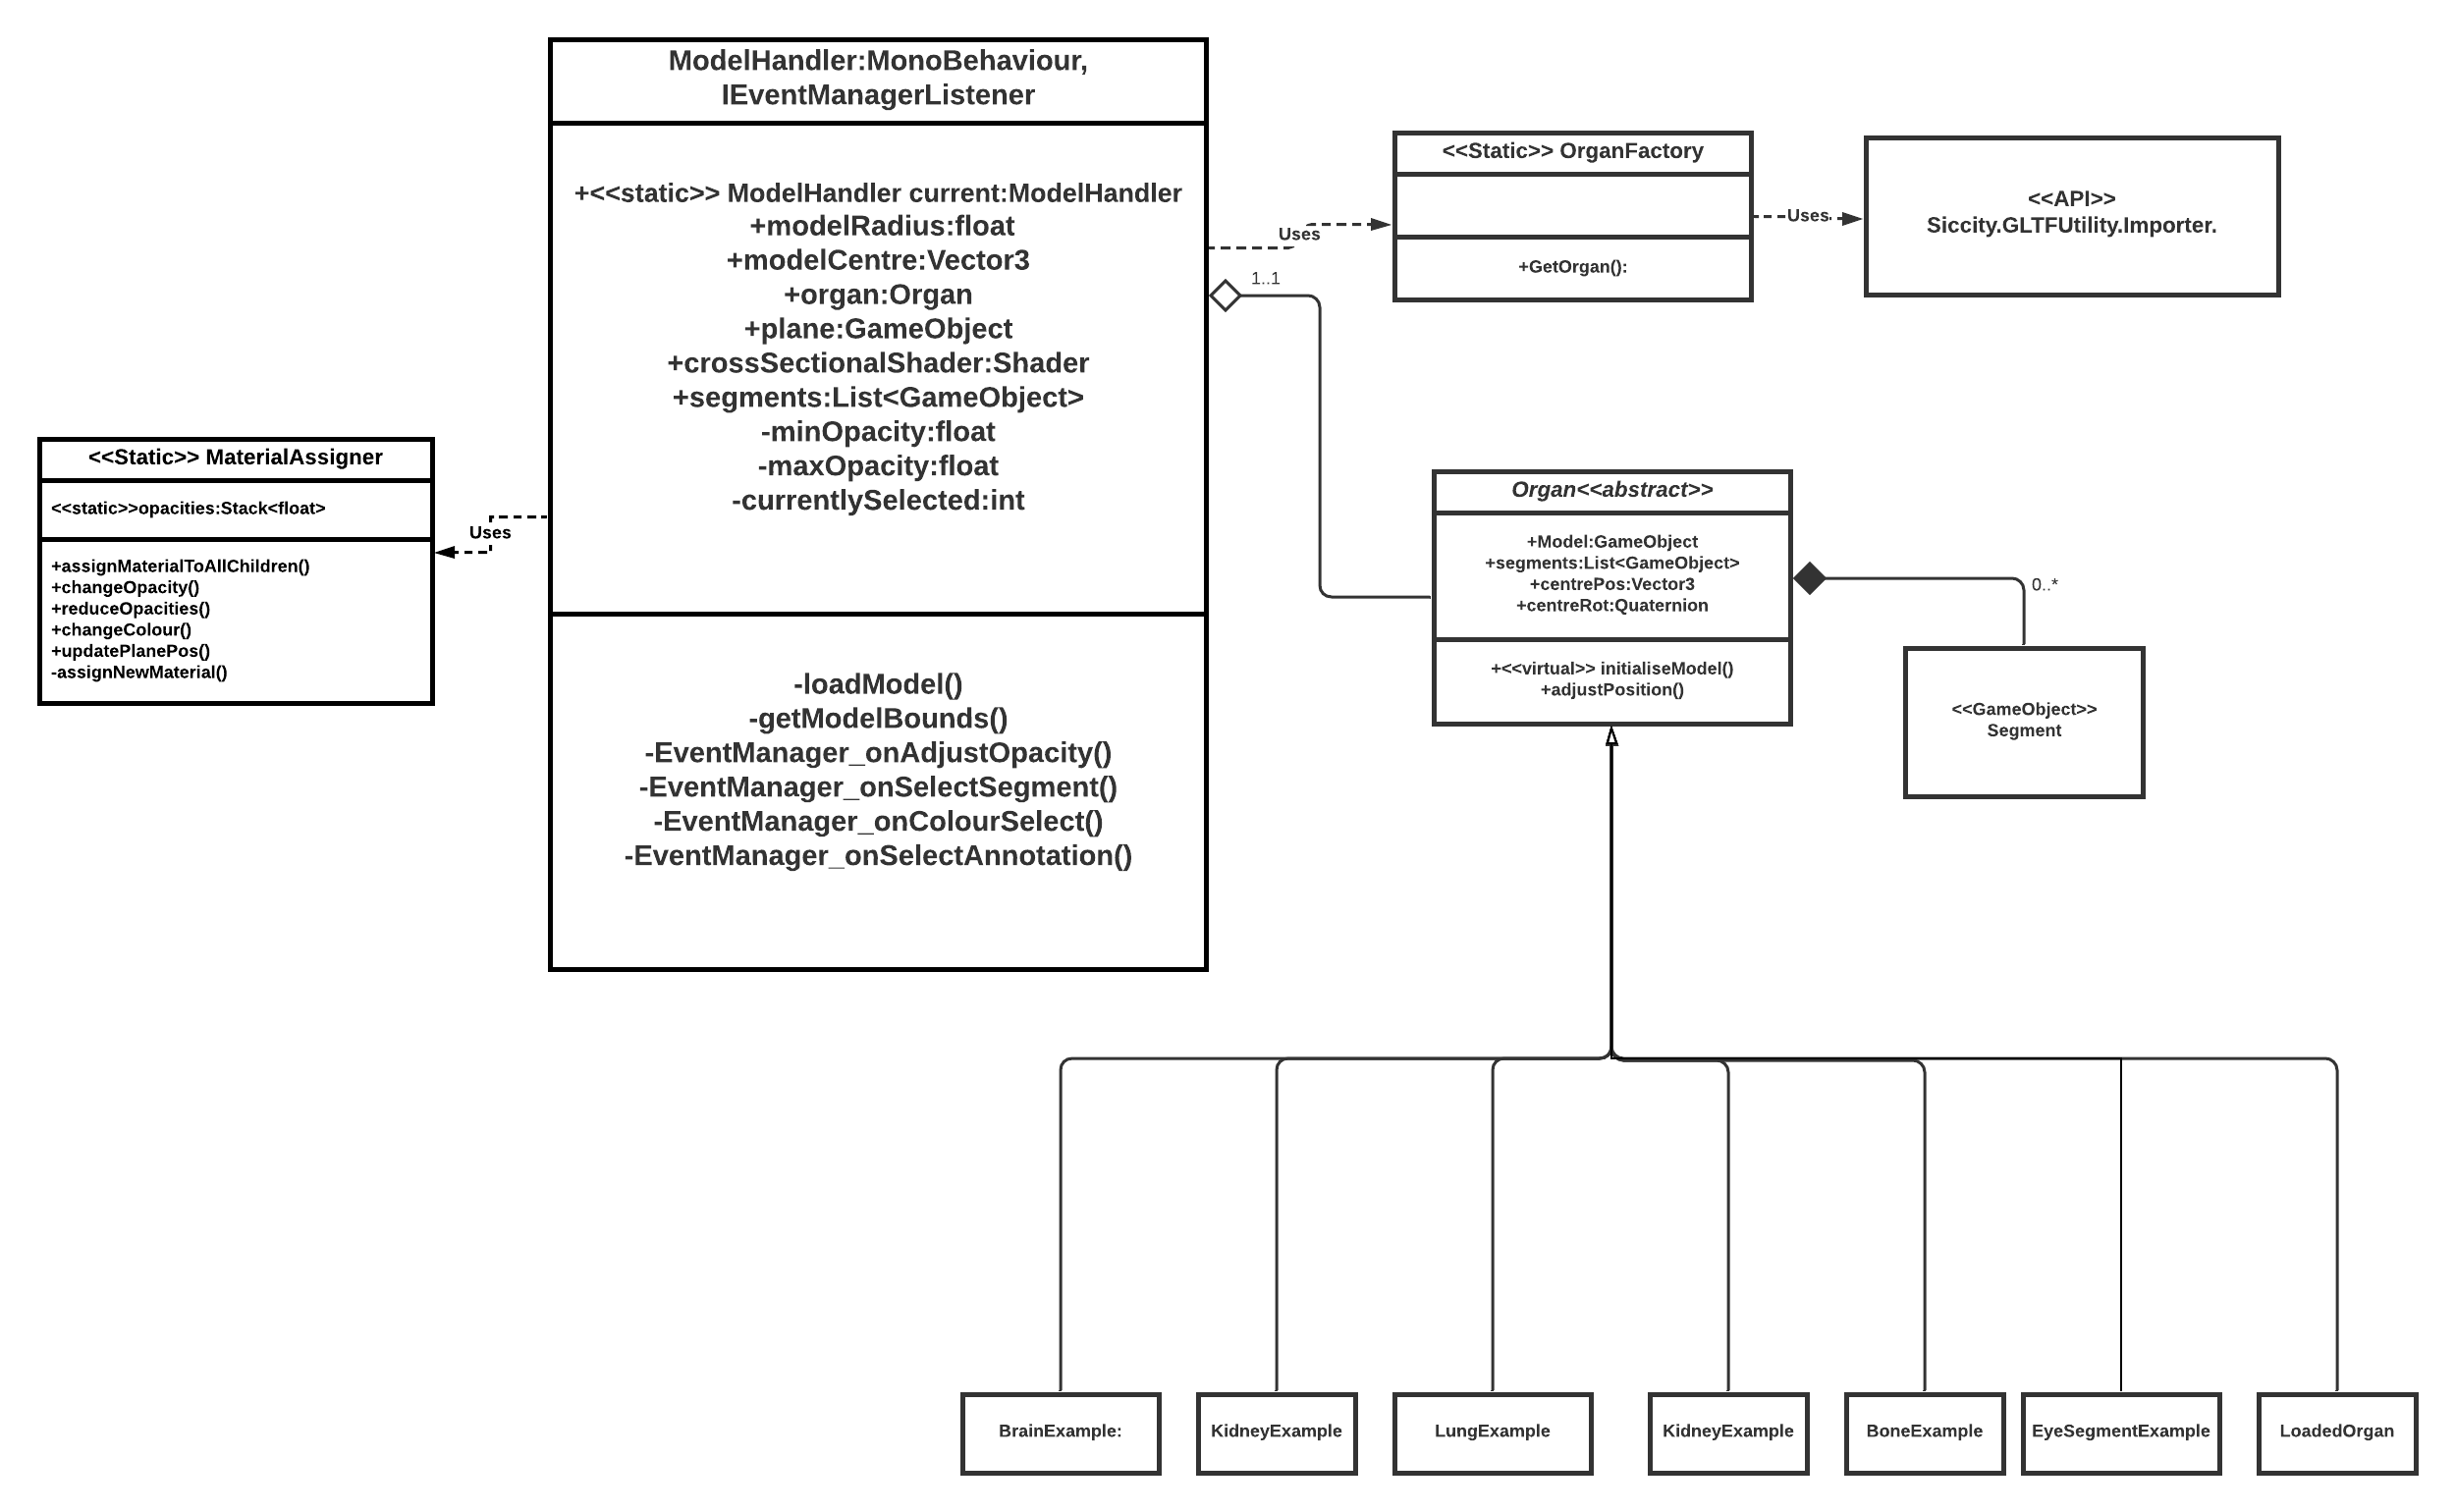 ModelHandler:MonoBehaviour,
IEventManagerListener
+<<static>> ModelHandler current:ModelHandler
+modelRadius:float
+modelCentre:Vector3
+organ:Organ
+plane:GameObject
+crossSectionalShader:Shader
+segments:List<GameObject>
-minOpacity:float
-maxOpacity:float
-currentlySelected:int
-loadModel()
-getModelBounds()
-EventManager_onAdjustOpacity()
-EventManager_onSelectSegment()
-EventManager_onColourSelect()
-EventManager_onSelectAnnotation()
<<Static>> MaterialAssigner
<<static>>opacities:Stack<float>
+assignMaterialToAllChildren()
+changeOpacity()
+reduceOpacities()
+changeColour()
+updatePlanePos()
-assignNewMaterial()
Uses
Uses
1..1
<<Static>> OrganFactory
+GetOrgan():
Uses
<<API>>
Siccity.GLTFUtility.Importer.
Organ<<abstract>>
+Model:GameObject
+segments:List<GameObject>
+centrePos:Vector3
+centreRot:Quaternion
+<<virtual>> initialiseModel()
+adjustPosition()
0..*
<<GameObject>>
Segment
BrainExample:
KidneyExample
LungExample
KidneyExample
BoneExample
EyeSegmentExample
LoadedOrgan